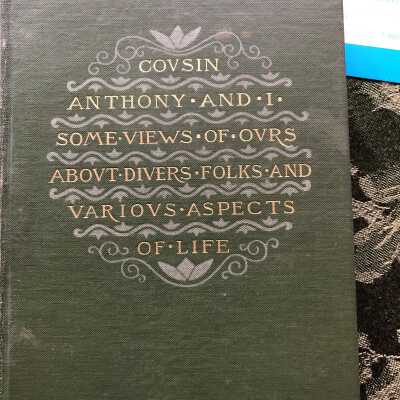 COVSIN
ANTHONY·AND·I·
SOME·VIEWS·OF·OVRS
ABOVT·DIVERS·FOLKS·AND
VARIOVS·ASPECTS
OF·LIFE